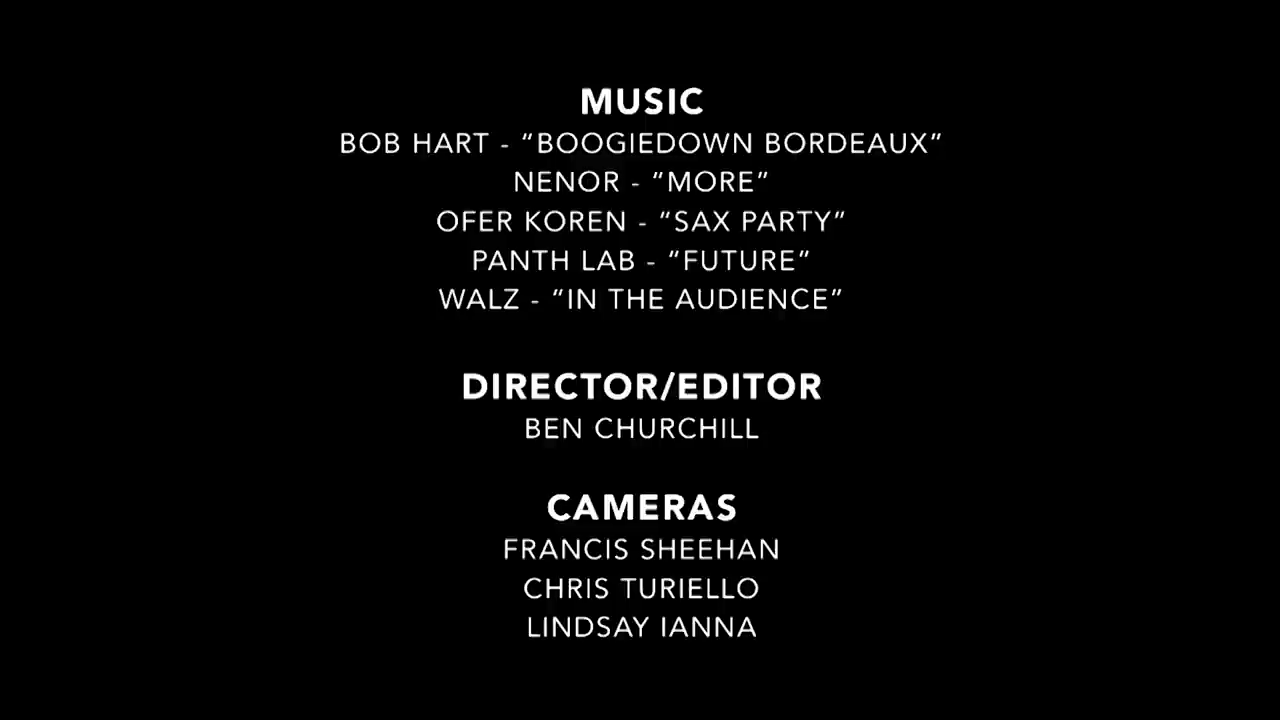 MUSIC
BOB HART - “BOOGIEDOWN BORDEAUX”
NENOR - “MORE”
OFER KOREN - “SAX PARTY”
PANTH LAB - “FUTURE”
WALZ - “IN THE AUDIENCE”
DIRECTOR/EDITOR
BEN CHURCHILL
CAMERAS
FRANCIS SHEEHAN
CHRIS TURIELLO
LINDSAY IANNA